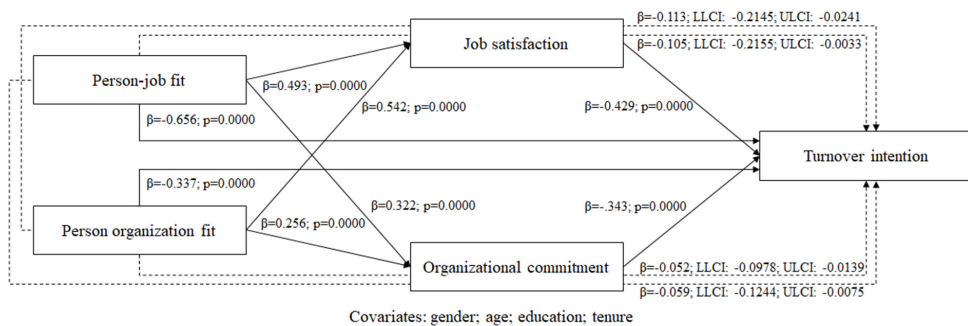 β=-0.113; LLCI: -0.2145; ULCI: -0.0241
Job satisfaction
β=-0.105; LLCI: -0.2155; ULCI: -0.0033
Person-job fit
β=0.493; p=0.0000
β=0.542; p=0.0000
β=-0.429; p=0.0000
β=-0.656; p=0.0000
Turnover intention
β=-0.337; p=0.0000
β=0.322; p=0.0000
β=-.343; p=0.0000
β=0.256; p=0.0000
Person organization fit
Organizational commitment
β=-0.052; LLCI: -0.0978; ULCI: -0.0139
β=-0.059; LLCI: -0.1244; ULCI: -0.0075
Covariates: gender; age; education; tenure